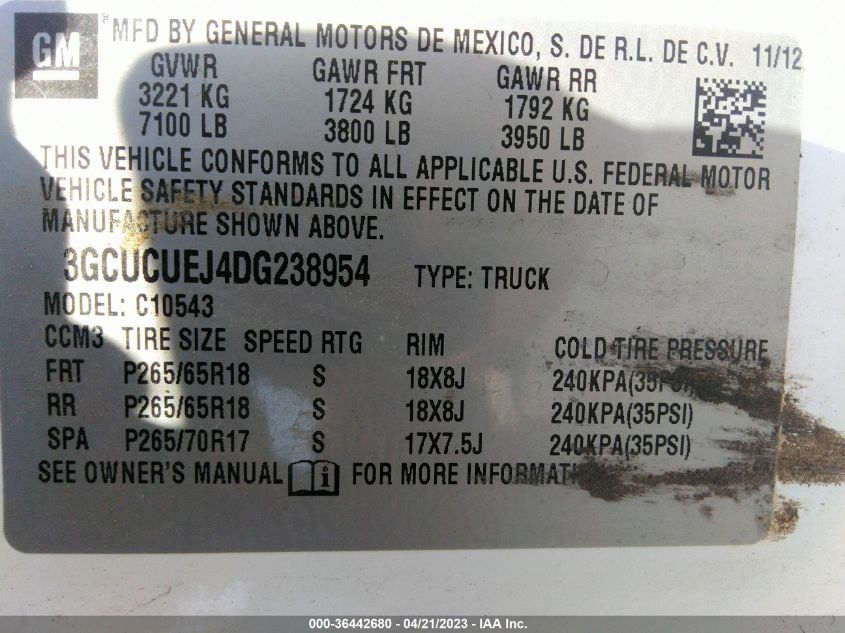 GM
® MFD BY GENERAL MOTORS DE MEXICO, S. DE R.L. DE C.V. 11/12
GVWR GAWR FRT GAWR RR
3221 KG 1724 KG 1792 KG
7100 LB 3800 LB 3950 LB
THIS VEHICLE CONFORMS TO ALL APPLICABLE U.S. FEDERAL MOTOR
VEHICLE SAFETY STANDARDS IN EFFECT ON THE DATE OF
MANUFACTURE SHOWN ABOVE.
3GCUCUEJ4DG238954 TYPE: TRUCK
MODEL: C10543
CCM3 TIRE SIZE SPEED RTG RIM COLD TIRE PRESSURE
FRT P265/65R18 S 18X8J 240KPA(35PSI)
RR P265/65R18 S 18X8J 240KPA(35PSI)
SPA P265/70R17 S 17X7.5J 240KPA(35PSI)
SEE OWNER'S MANUAL FOR MORE INFORMATION
000-36442680 - 04/21/2023 - IAA Inc.